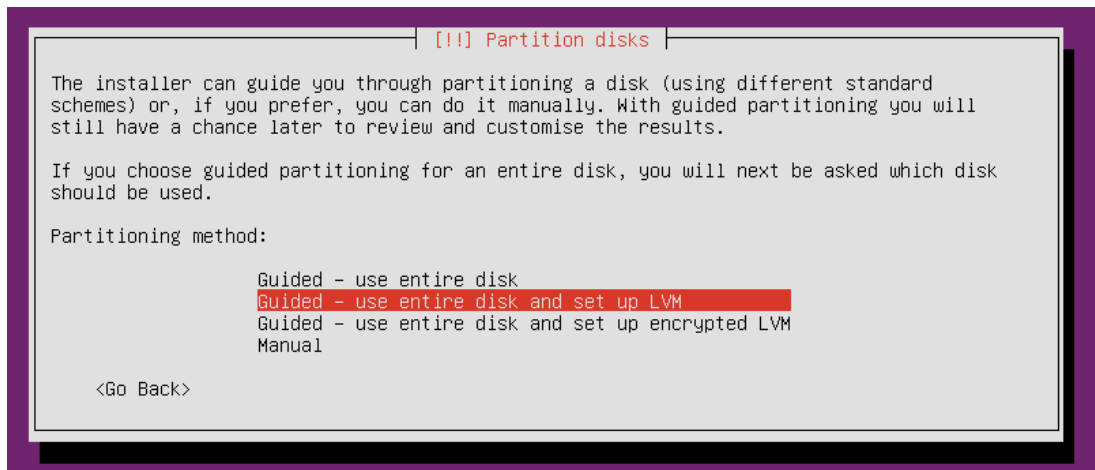 [!!] Partition disks
The installer can guide you through partitioning a disk (using different standard
schemes) or, if you prefer, you can do it manually. With guided partitioning you will
still have a chance later to review and customise the results.
If you choose guided partitioning for an entire disk, you will next be asked which disk
should be used.
Partitioning method:
Guided – use entire disk
Guided – use entire disk and set up LVM
Guided – use entire disk and set up encrypted LVM
Manual
<Go Back>